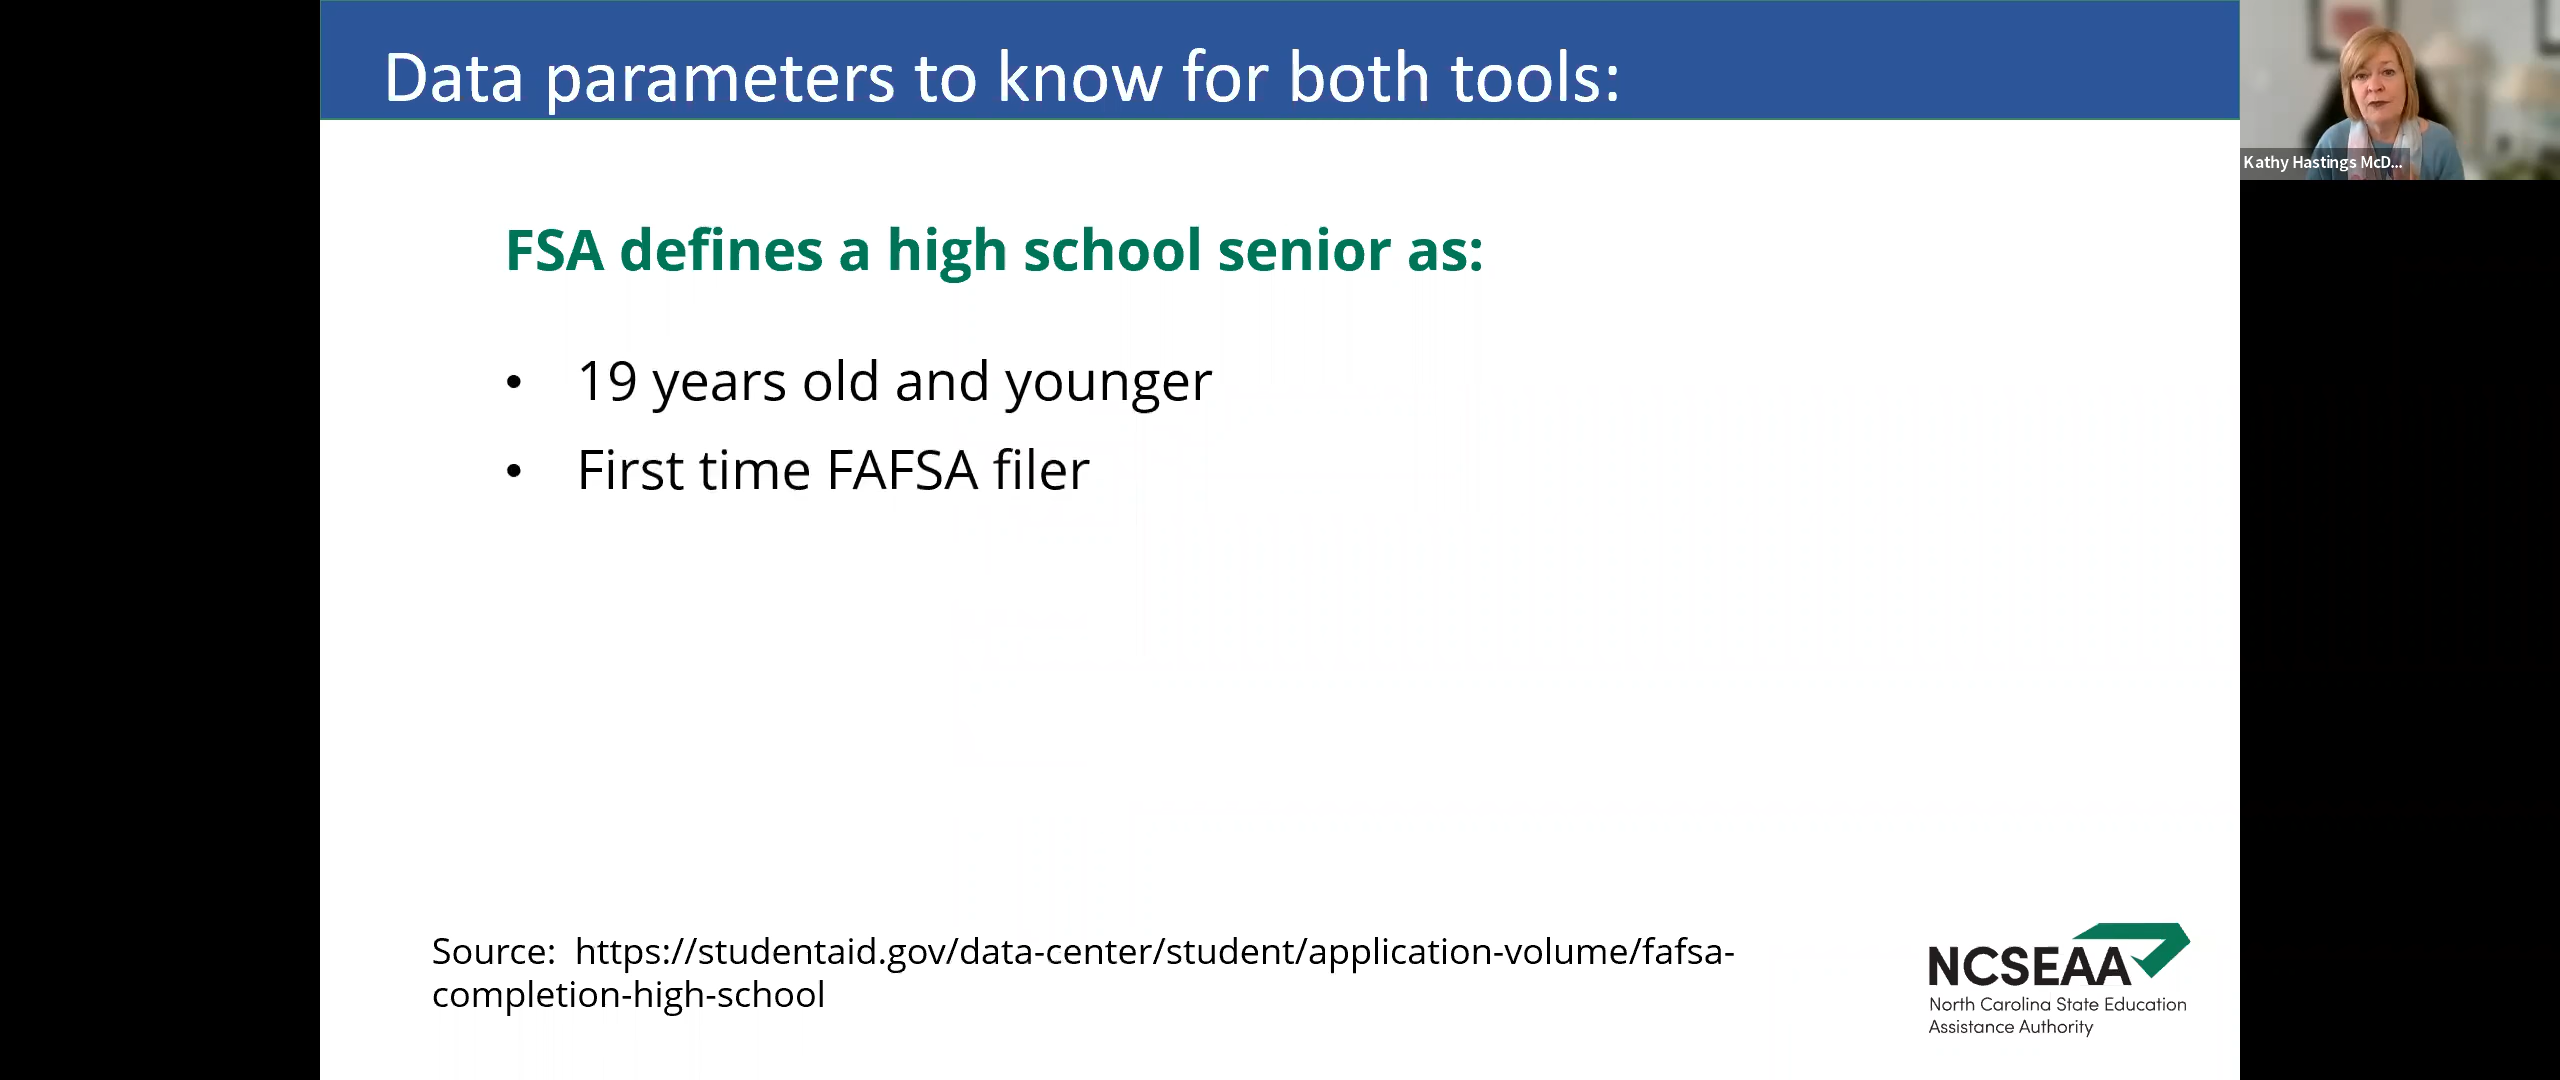 Data parameters to know for both tools:
Kathy Hastings McD...
FSA defines a high school senior as:
• 19 years old and younger
• First time FAFSA filer
Source: https://studentaid.gov/data-center/student/application-volume/fafsa-
completion-high-school
NCSEAA
North Carolina State Education
Assistance Authority